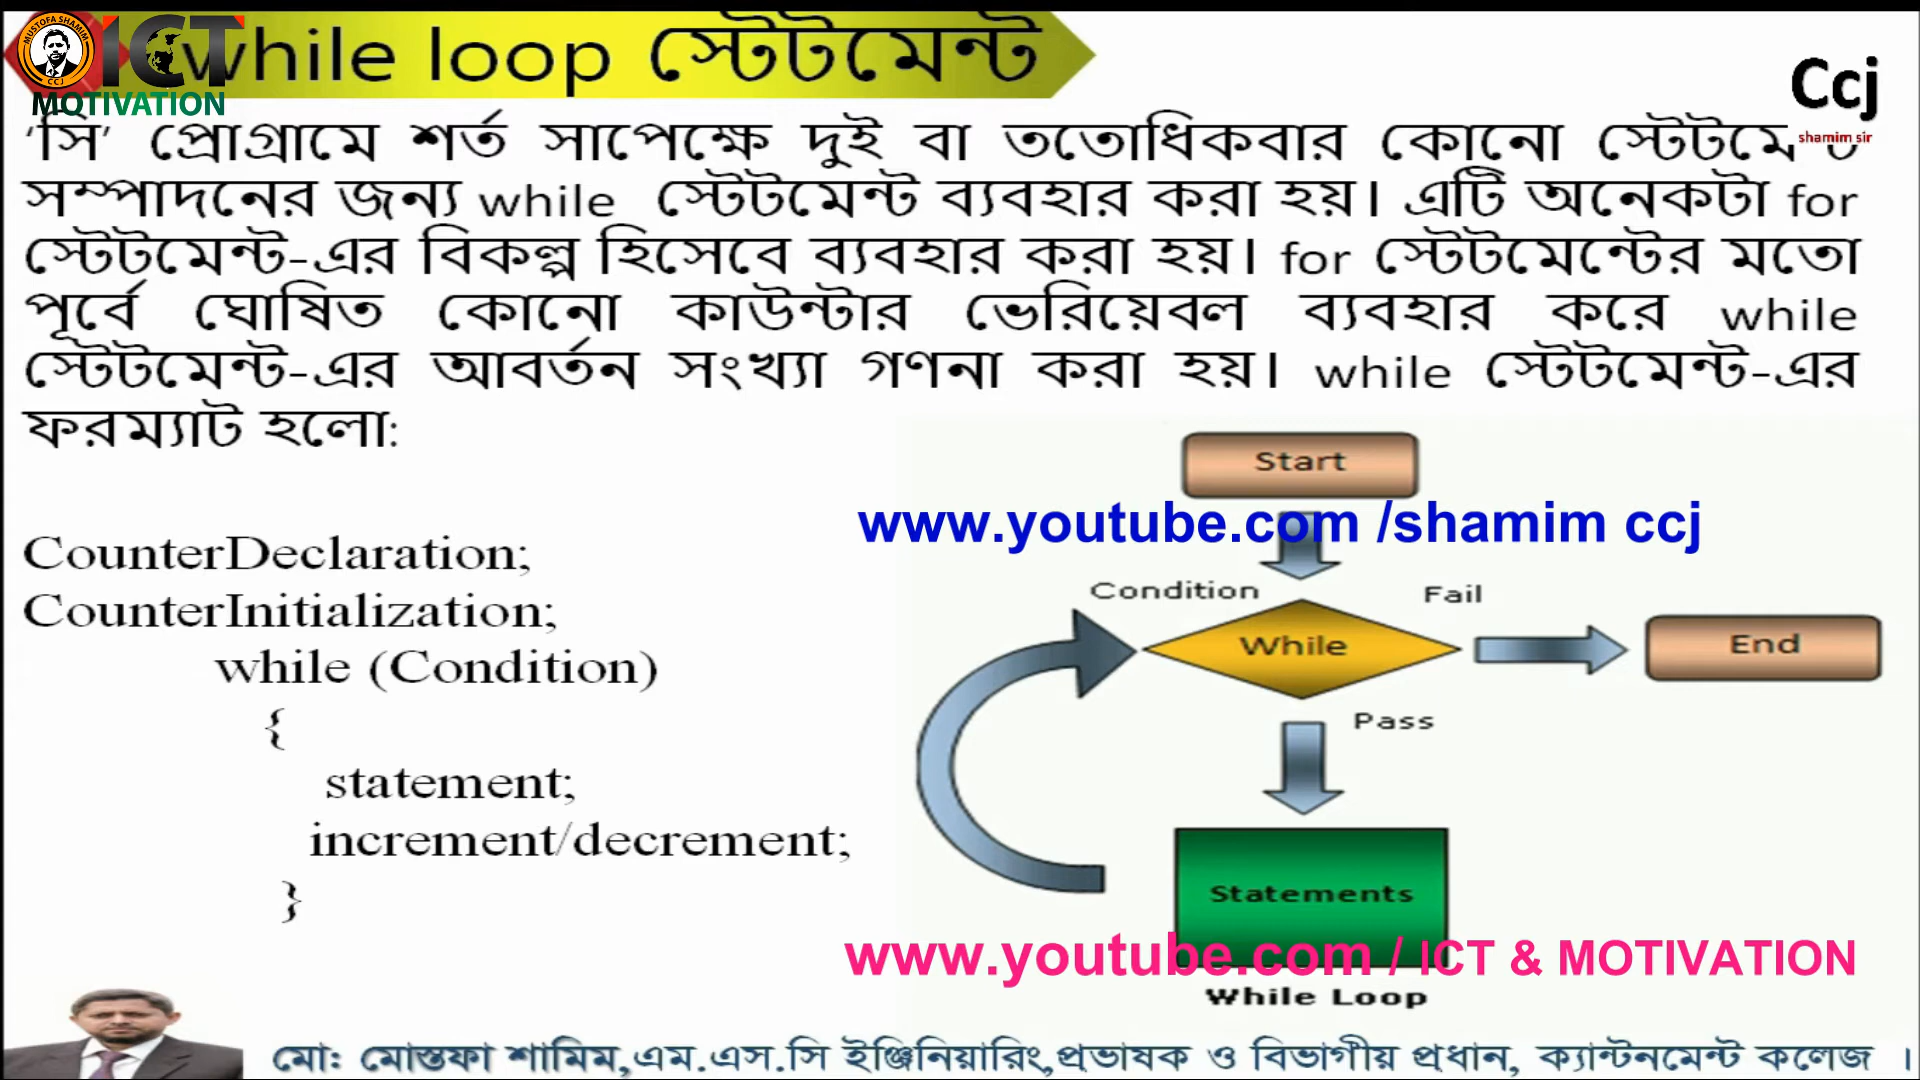 MUSTOFA SHAMIM
CCJ
ICT
MOTIVATION
while loop স্টেটমেন্ট
Ccj
shamim sir
‘সি’ প্রোগ্রামে শর্ত সাপেক্ষে দুই বা ততোধিকবার কোনো
সম্পাদনের জন্য while স্টেটমেন্ট ব্যবহার করা হয়। এটি অনেকটা for
স্টেটমেন্ট-এর বিকল্প হিসেবে ব্যবহার করা হয়। for স্টেটমেন্টের মতো
পূর্বে ঘোষিত কোনো কাউন্টার ভেরিয়েবল ব্যবহার করে while
স্টেটমেন্ট-এর আবর্তন সংখ্যা গণনা করা হয়। while স্টেটমেন্ট-এর
ফরম্যাট হলো:
CounterDeclaration;
CounterInitialization;
while (Condition)
{
statement;
increment/decrement;
}
Start
www.youtube.com /shamim ccj
Condition
Fail
While
End
Pass
Statements
www.youtube.com / ICT & MOTIVATION
While Loop
মো: মোস্তফা শামিম,এম.এস.সি ইঞ্জিনিয়ারিং,প্রভাষক ও বিভাগীয় প্রধান, ক্যান্টনমেন্ট কলেজ ।